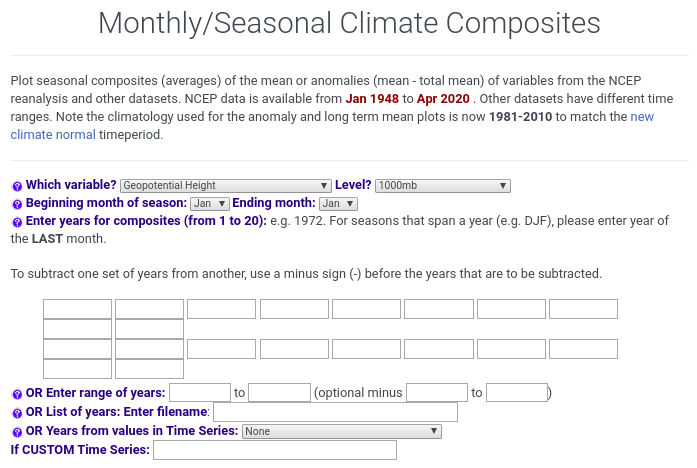 Monthly/Seasonal Climate Composites
Plot seasonal composites (averages) of the mean or anomalies (mean - total mean) of variables from the NCEP
reanalysis and other datasets. NCEP data is available from Jan 1948 to Apr 2020 . Other datasets have different time
ranges. Note the climatology used for the anomaly and long term mean plots is now 1981-2010 to match the new
climate normal timeperiod.
? Which variable? Geopotential Height ▼ Level? 1000mb ▼
? Beginning month of season: Jan ▼ Ending month: Jan ▼
? Enter years for composites (from 1 to 20): e.g. 1972. For seasons that span a year (e.g. DJF), please enter year of
the LAST month.
To subtract one set of years from another, use a minus sign (-) before the years that are to be subtracted.
? OR Enter range of years: to (optional minus to )
? OR List of years: Enter filename:
? OR Years from values in Time Series: None ▼
If CUSTOM Time Series: